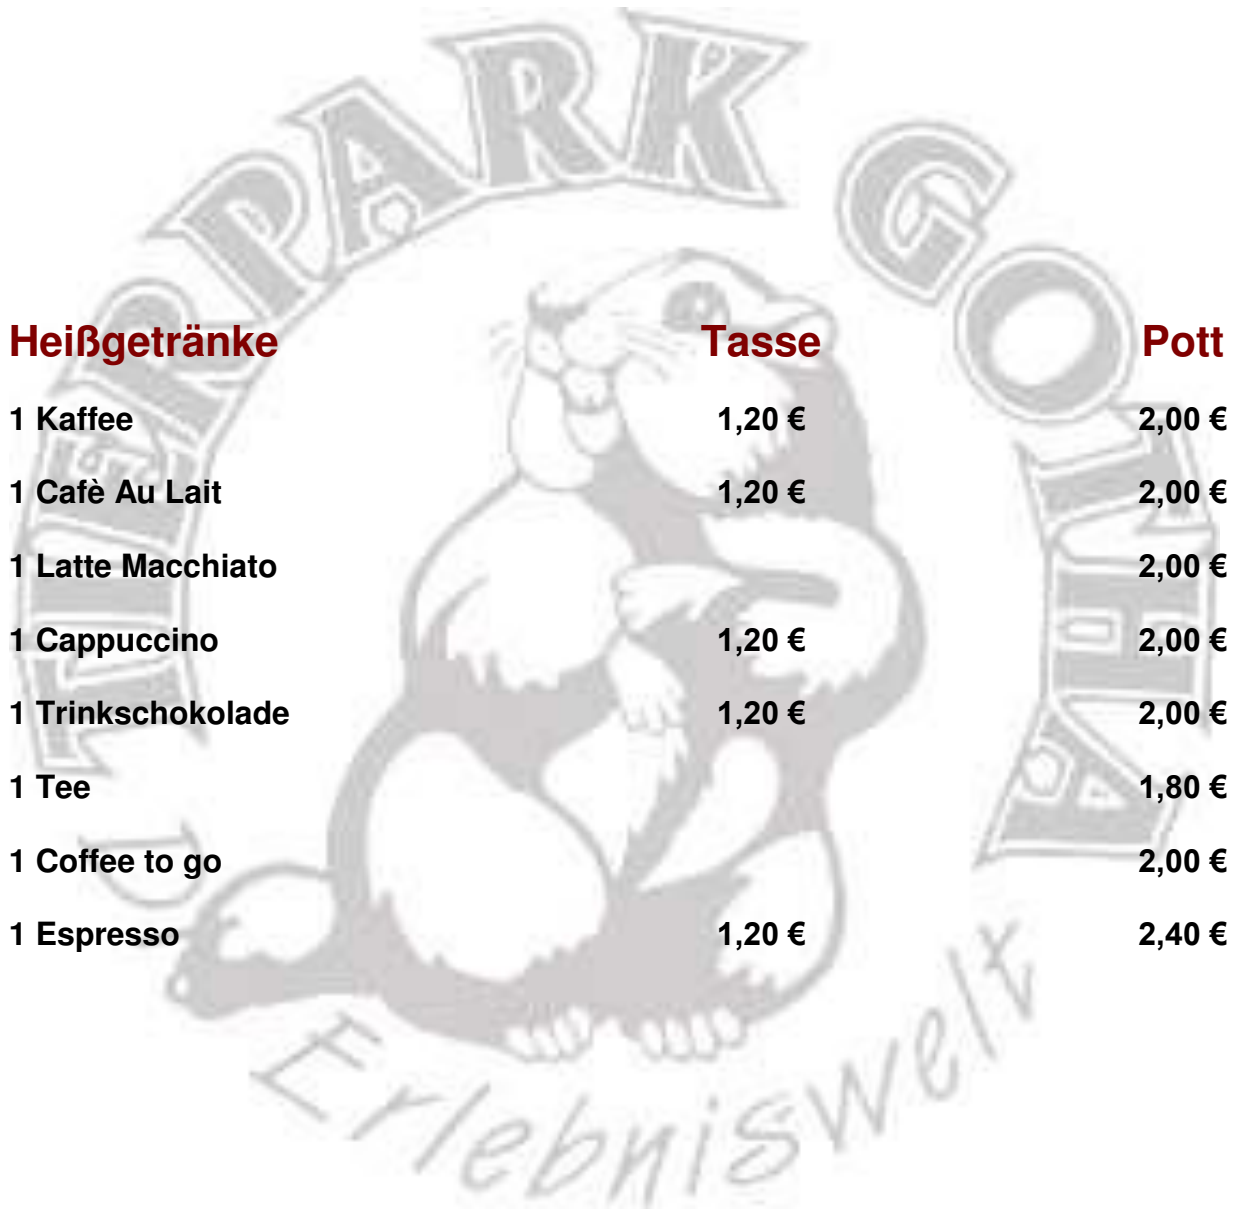 TIERPARK GOTHA
Heißgetränke Tasse Pott
1 Kaffee 1,20 € 2,00 €
1 Cafè Au Lait 1,20 € 2,00 €
1 Latte Macchiato 2,00 €
1 Cappuccino 1,20 € 2,00 €
1 Trinkschokolade 1,20 € 2,00 €
1 Tee 1,80 €
1 Coffee to go 2,00 €
1 Espresso 1,20 € 2,40 €
Erlebniswelt